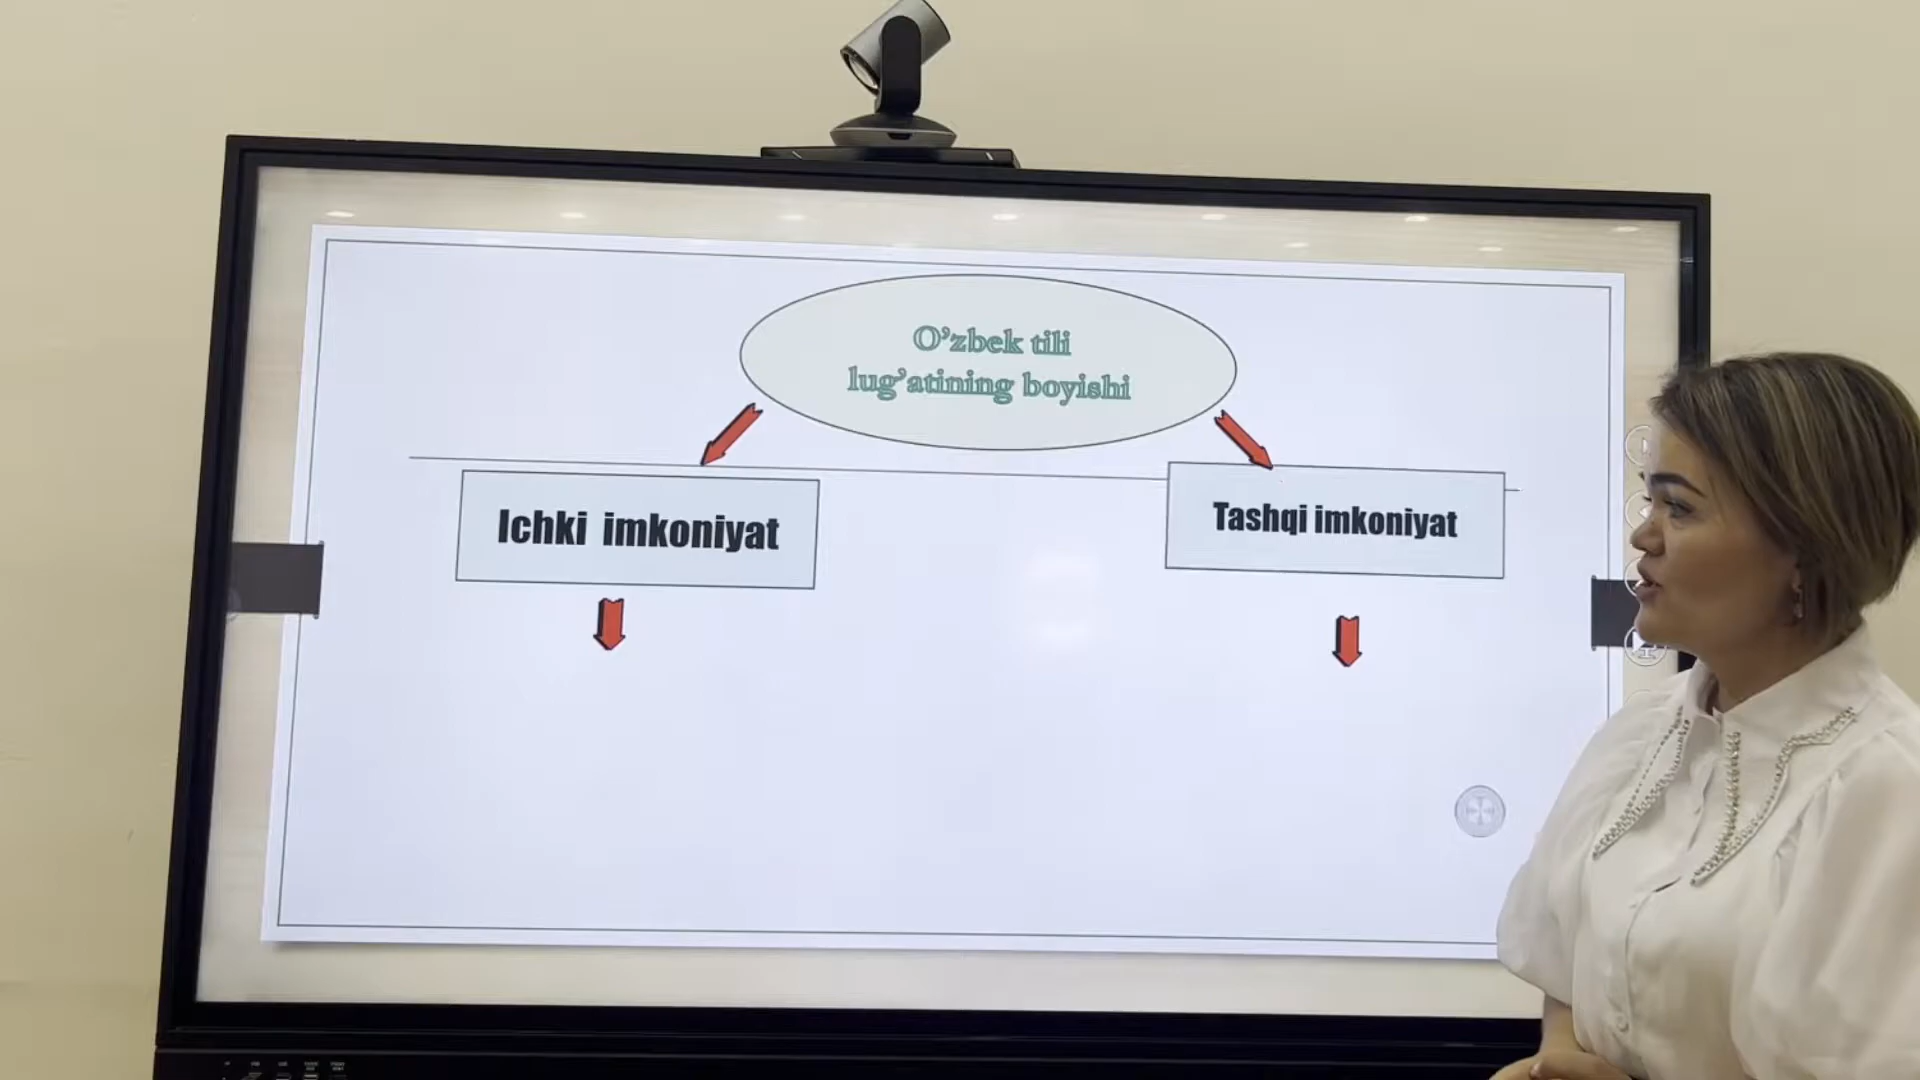 O’zbek tili
lug’atining boyishi
Ichki imkoniyat
Tashqi imkoniyat